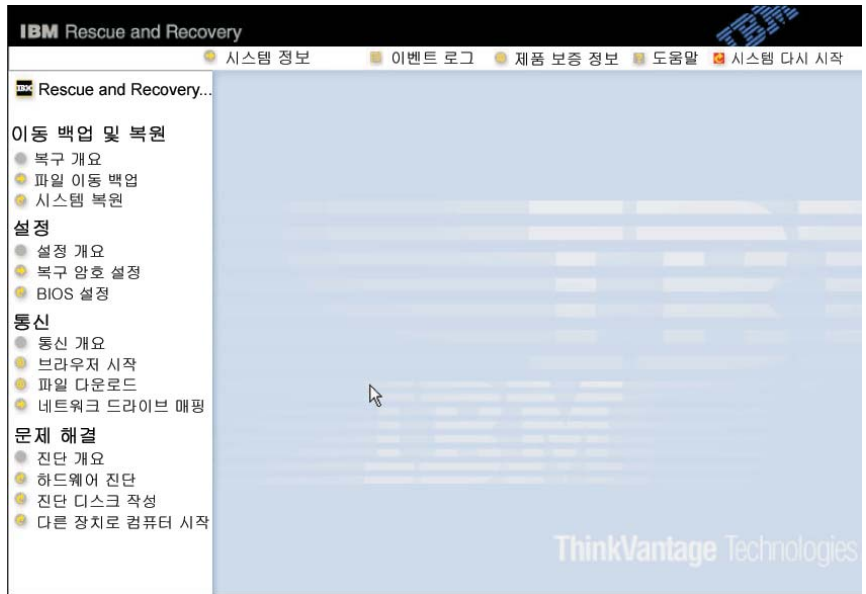 IBM Rescue and Recovery
IBM
시스템 정보 이벤트 로그 제품 보증 정보 도움말 시스템 다시 시작
IBM Rescue and Recovery...
이동 백업 및 복원
복구 개요
파일 이동 백업
시스템 복원
설정
설정 개요
복구 암호 설정
BIOS 설정
통신
통신 개요
브라우저 시작
파일 다운로드
네트워크 드라이브 매핑
문제 해결
진단 개요
하드웨어 진단
진단 디스크 작성
다른 장치로 컴퓨터 시작
IBM
ThinkVantage Technologies